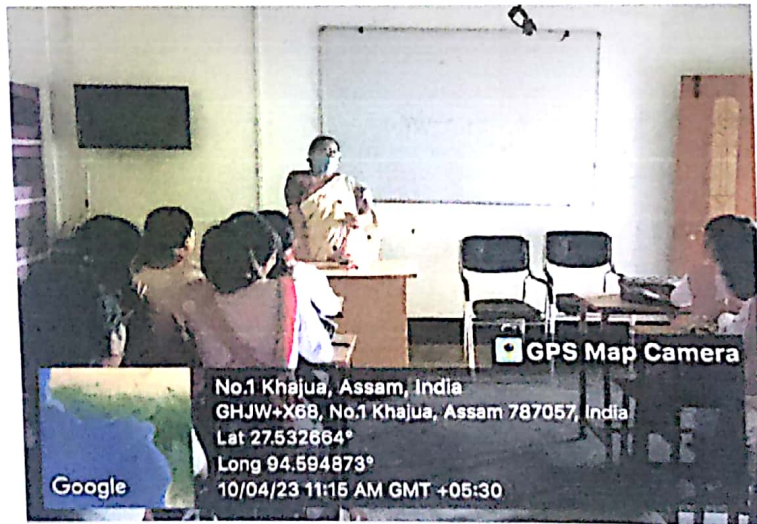 GPS Map Camera
No.1 Khajua, Assam, India
GHJW+X68, No.1 Khajua, Assam 787057, India
Lat 27.532664°
Long 94.594873°
10/04/23 11:15 AM GMT +05:30
Google